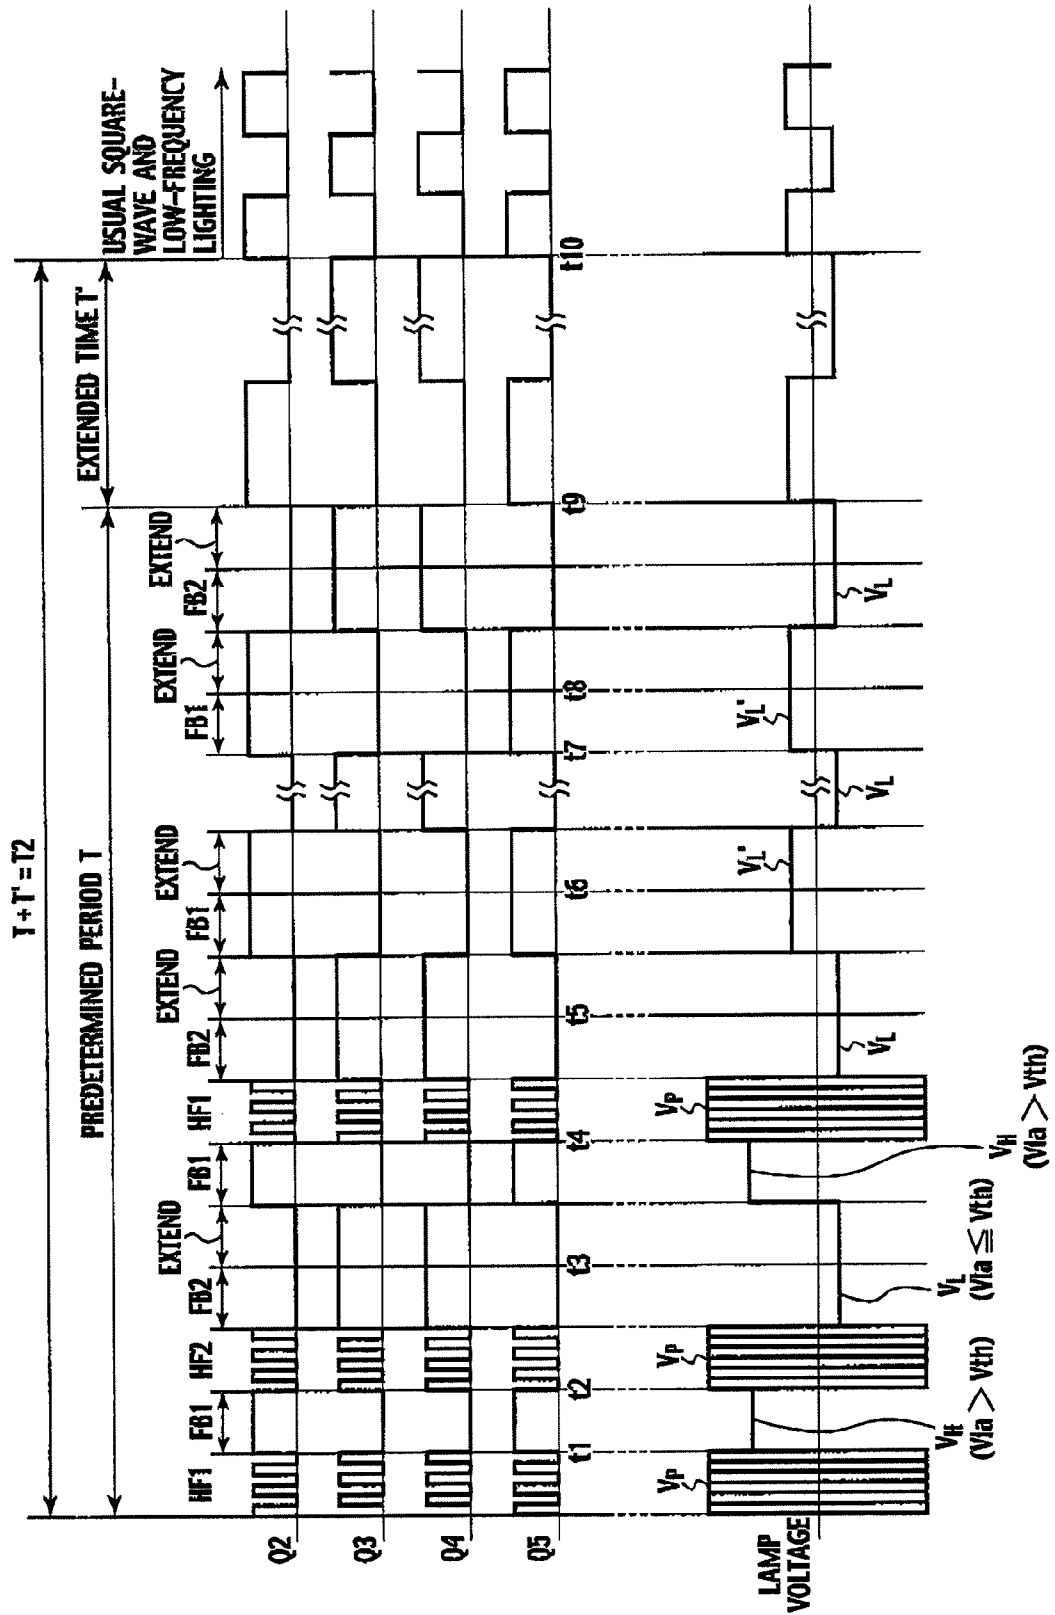 T+T'=T2
PREDETERMINED PERIOD T
EXTENDED TIME T'
USUAL SQUARE-
WAVE AND
LOW-FREQUENCY
LIGHTING
HF1
FB1
HF2
FB2
EXTEND
FB1
HF1
FB2
EXTEND
FB1
EXTEND
FB1
EXTEND
FB2
EXTEND
Q2
Q3
Q4
Q5
t1
t2
t3
t4
t5
t6
t7
t8
t9
t10
LAMP
VOLTAGE
VP
VH
(Vla > Vth)
VP
VL
(Vla ≦ Vth)
VH
(Vla > Vth)
VP
VL
VL'
VL
VL'
VL